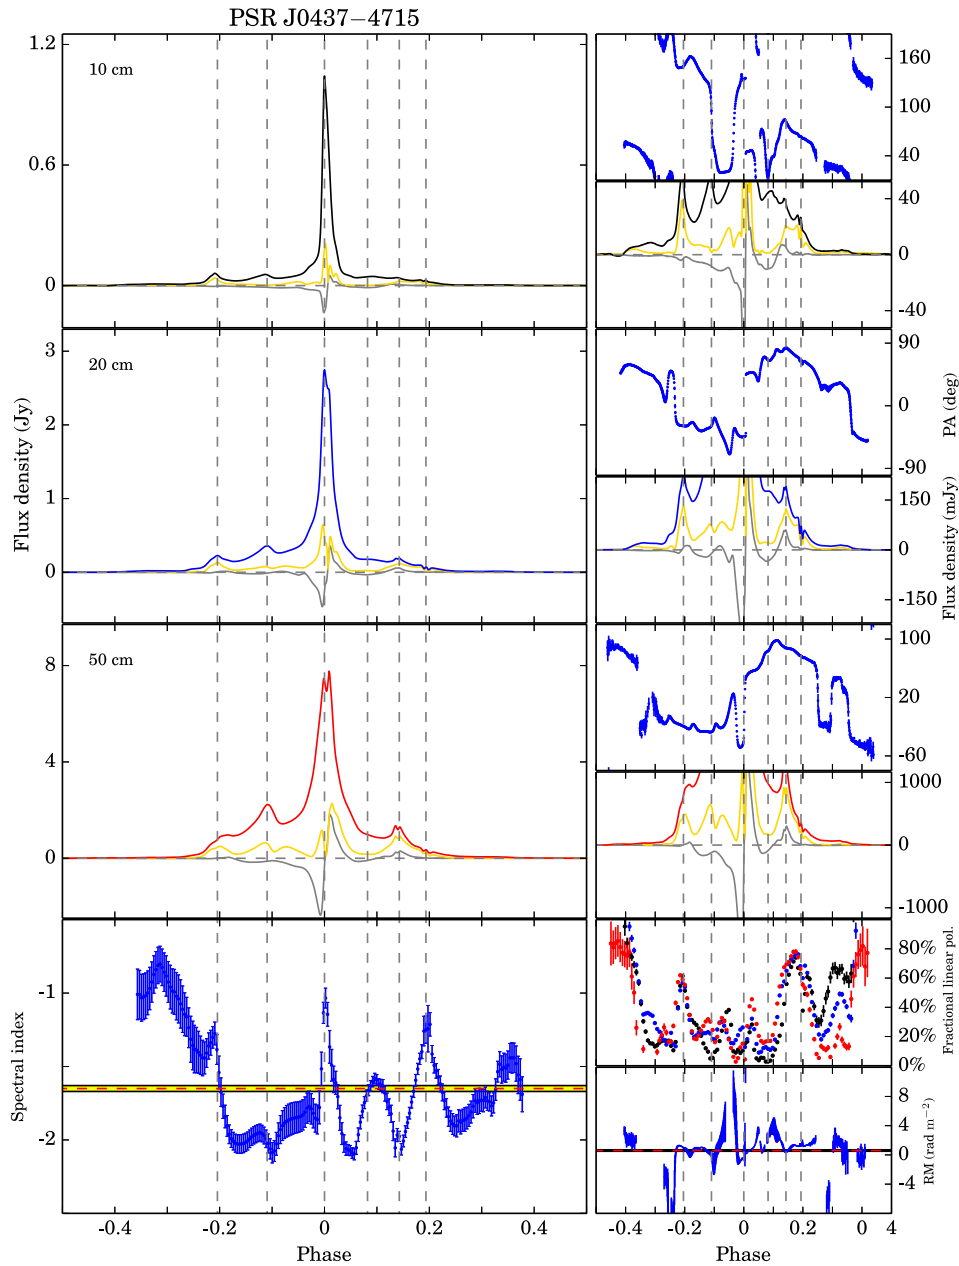 PSR J0437−4715
1.2
0.6
0
10 cm
160
100
40
40
0
-40
3
2
1
0
20 cm
Flux density (Jy)
90
0
-90
PA (deg)
150
0
-150
Flux density (mJy)
8
4
0
50 cm
100
20
-60
1000
0
-1000
-1
-2
Spectral index
80%
60%
40%
20%
0%
Fractional linear pol.
8
4
0
-4
RM (rad m⁻²)
-0.4 -0.2 0 0.2 0.4
Phase
-0.4 -0.2 0 0.2 0.4
Phase